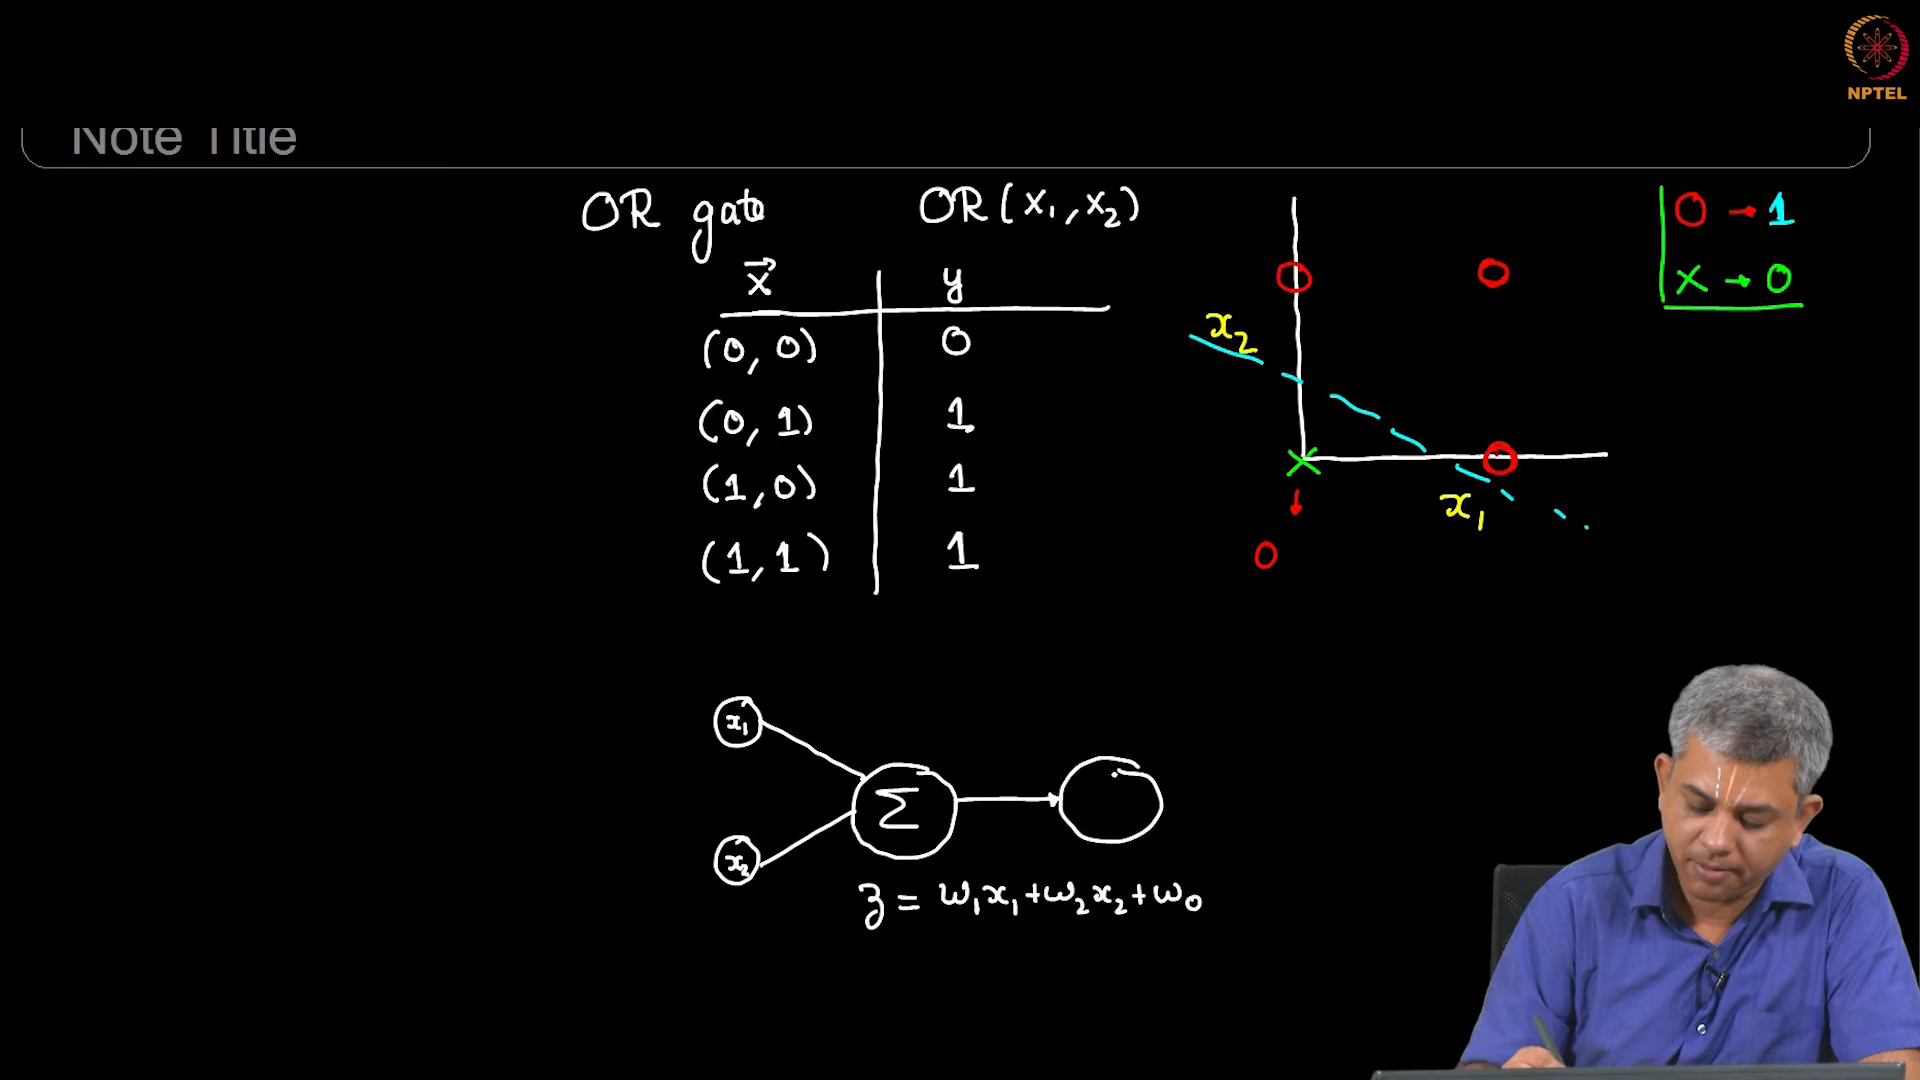 NPTEL
Note Title
OR gate
OR(x₁, x₂)
x⃗ y
(0, 0) 0
(0, 1) 1
(1, 0) 1
(1, 1) 1
x₂
x₁
0
O → 1
X → 0
x₁
x₂
Σ
z = w₁x₁+w₂x₂+w₀